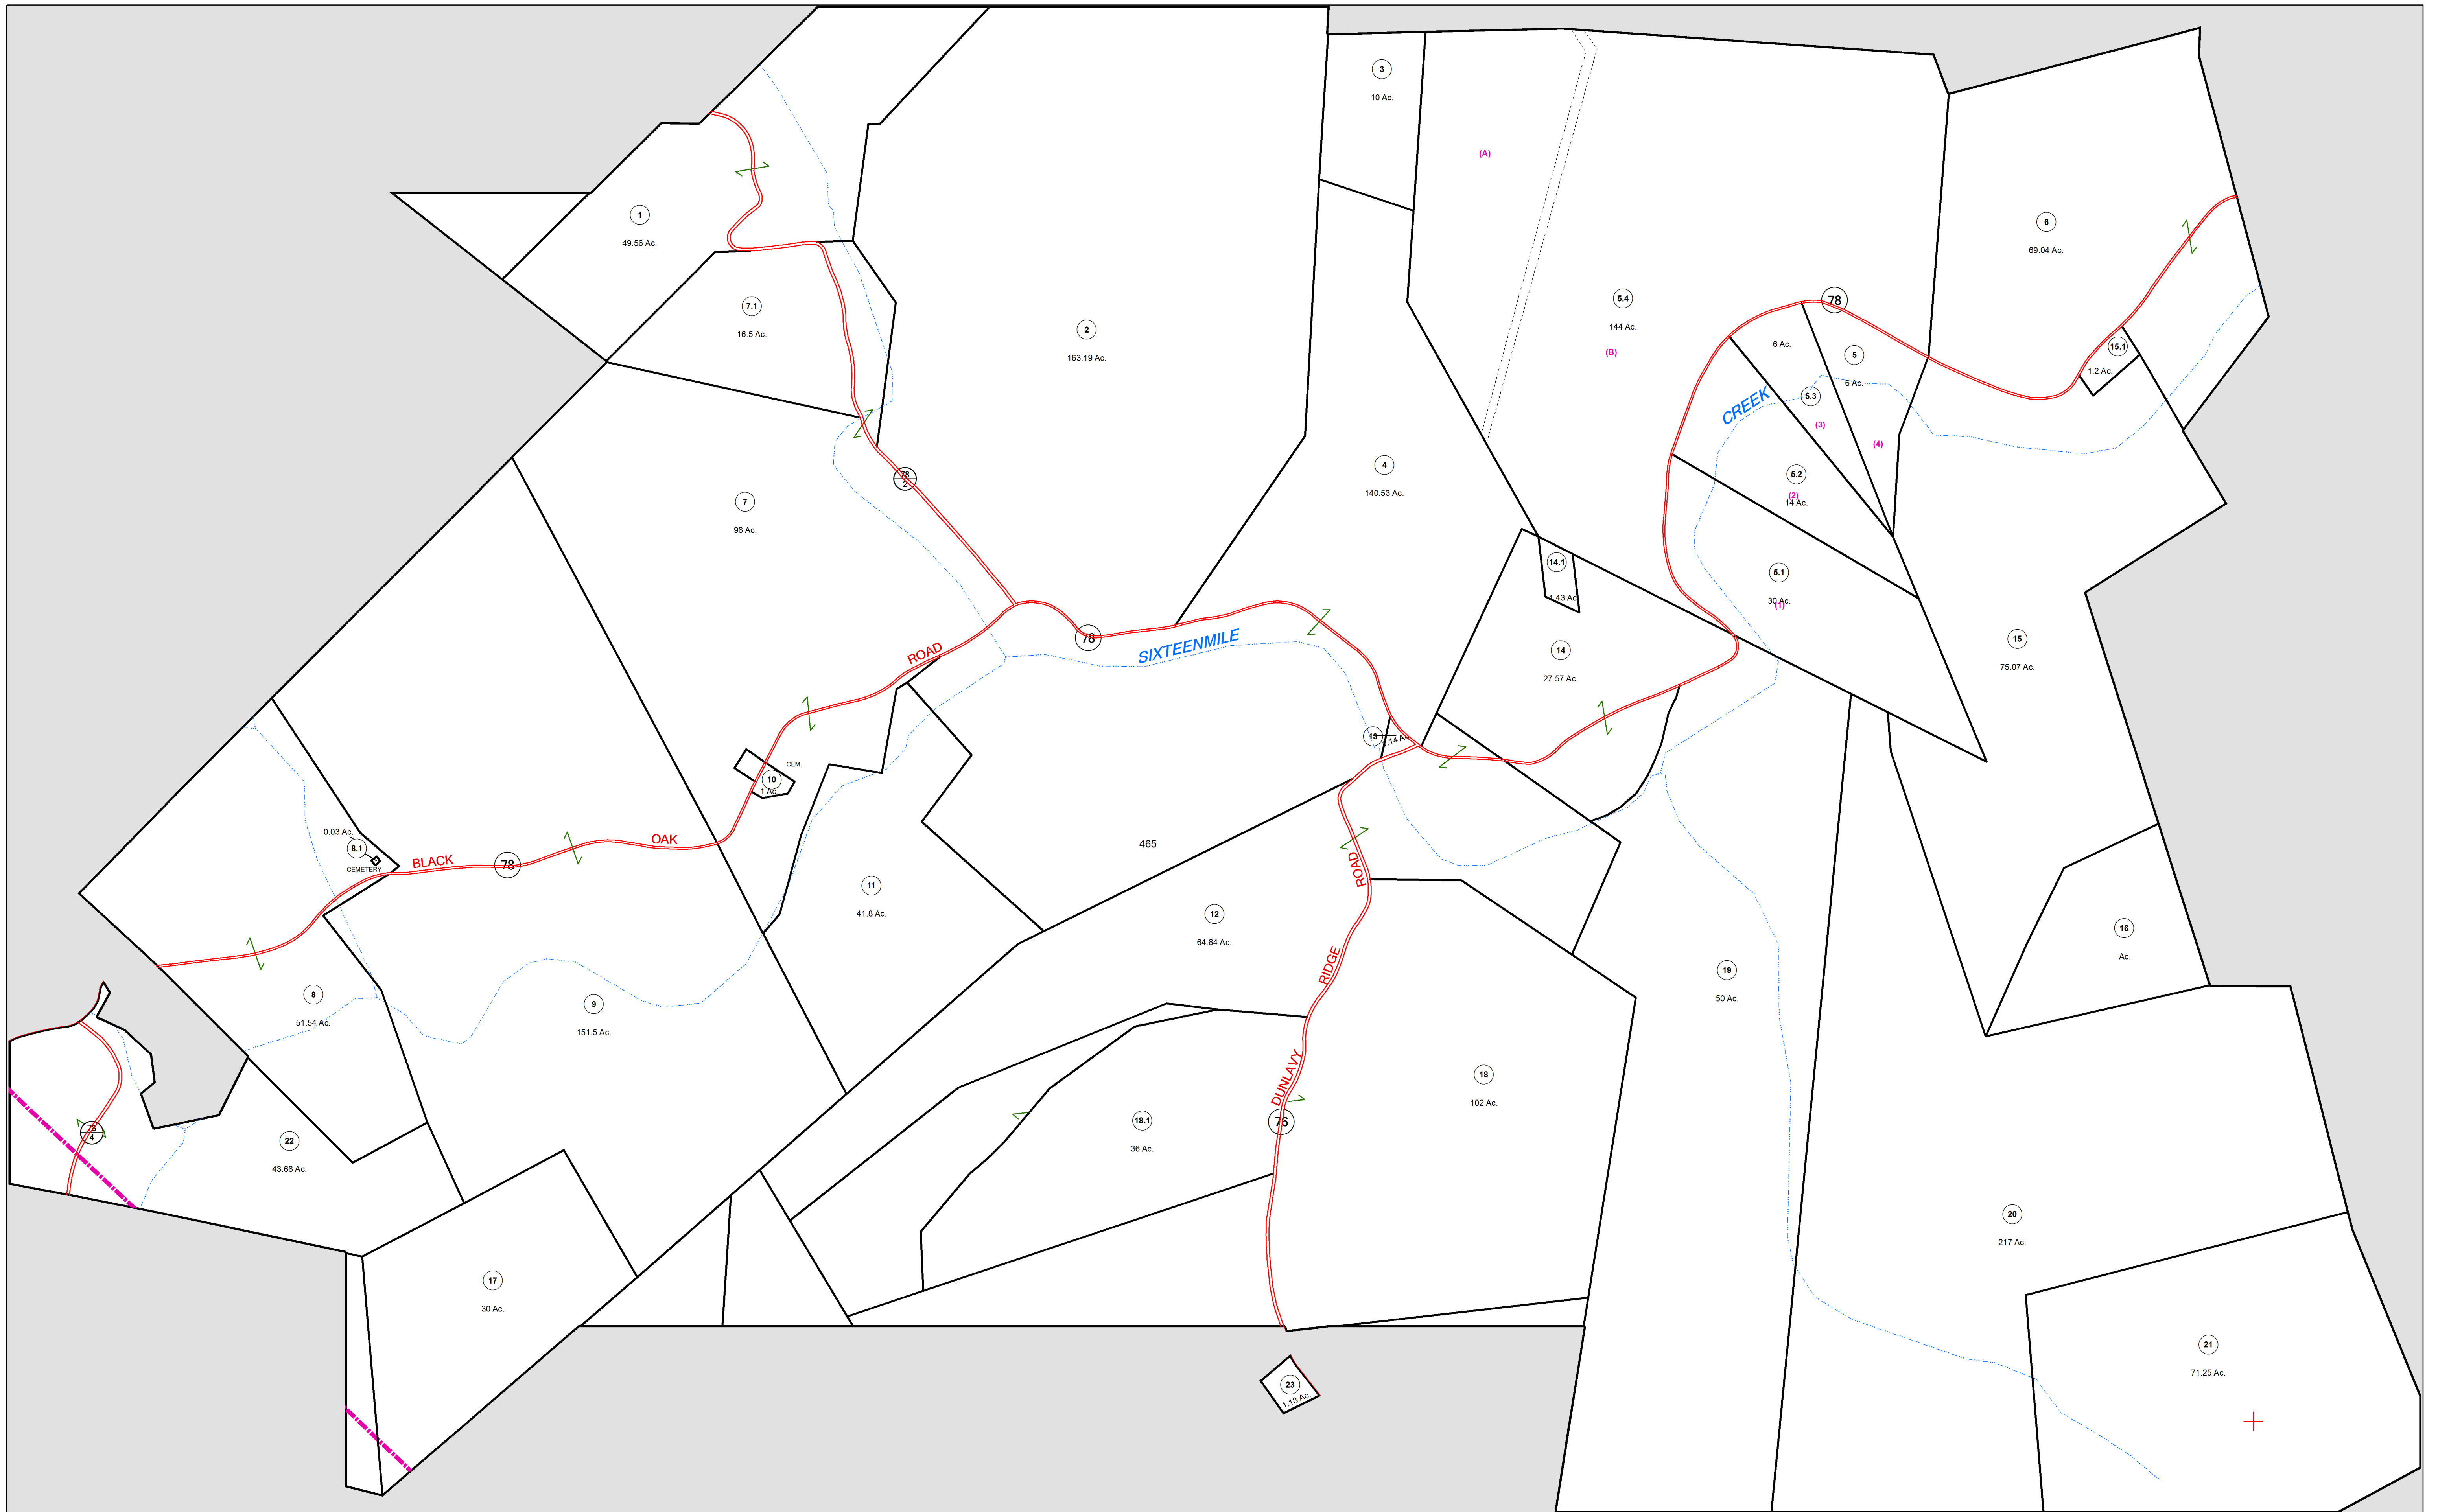 3
10 Ac.
(A)
1
49.56 Ac.
6
69.04 Ac.
7.1
16.5 Ac.
2
163.19 Ac.
5.4
144 Ac.
(B)
78
6 Ac.
5
6 Ac.
15.1
1.2 Ac.
CREEK
5.3
(3)
(4)
4
140.53 Ac.
78
2
7
98 Ac.
5.2
(2)
14 Ac.
14.1
1.43 Ac.
5.1
30 Ac.
(1)
78
SIXTEENMILE
ROAD
14
27.57 Ac.
15
75.07 Ac.
13
CEM.
10
1 Ac.
0.03 Ac.
8.1
CEMETERY
BLACK
78
OAK
465
ROAD
11
41.8 Ac.
12
64.84 Ac.
16
Ac.
RIDGE
19
50 Ac.
8
51.54 Ac.
9
151.5 Ac.
DUNLAVY
76
18
102 Ac.
18.1
36 Ac.
4
22
43.68 Ac.
20
217 Ac.
17
30 Ac.
21
71.25 Ac.
23
1.13 Ac.